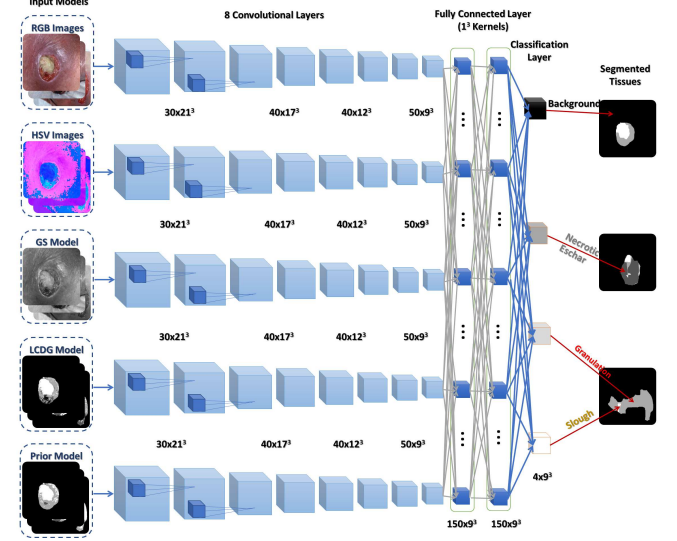 Input Models
8 Convolutional Layers
Fully Connected Layer
(1³ Kernels)
Classification
Layer
Segmented
Tissues
RGB Images
30x21³
40x17³
40x12³
50x9³
Background
HSV Images
30x21³
40x17³
40x12³
50x9³
Necrotic
Eschar
GS Model
30x21³
40x17³
40x12³
50x9³
Granulation
LCDG Model
30x21³
40x17³
40x12³
50x9³
Slough
Prior Model
4x9³
150x9³
150x9³